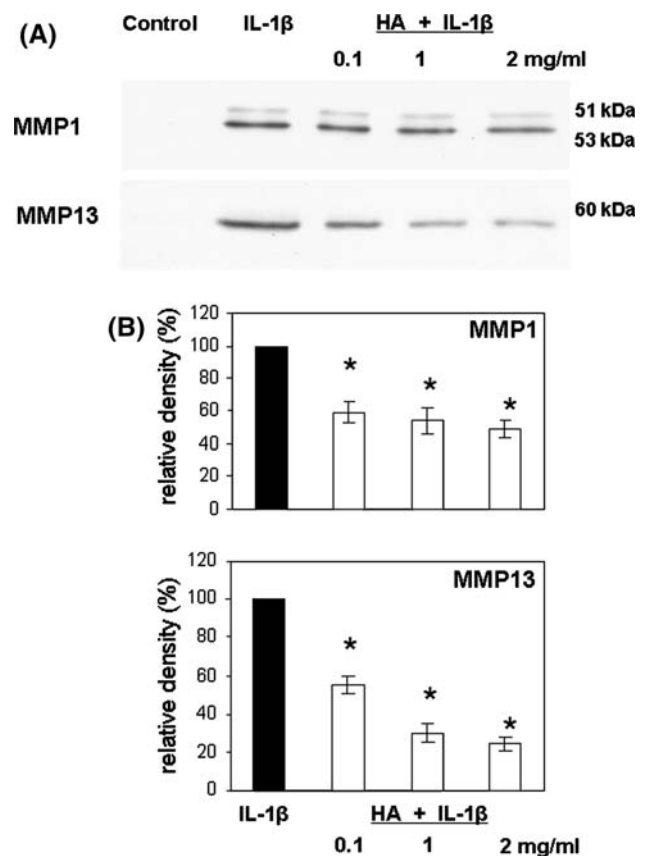 (A)
Control IL-1β HA + IL-1β
0.1 1 2 mg/ml
MMP1
51 kDa
53 kDa
MMP13
60 kDa
(B)
MMP1
relative density (%)
120
100
80
60
40
20
0
* * *
MMP13
relative density (%)
120
100
80
60
40
20
0
* * *
IL-1β HA + IL-1β
0.1 1 2 mg/ml